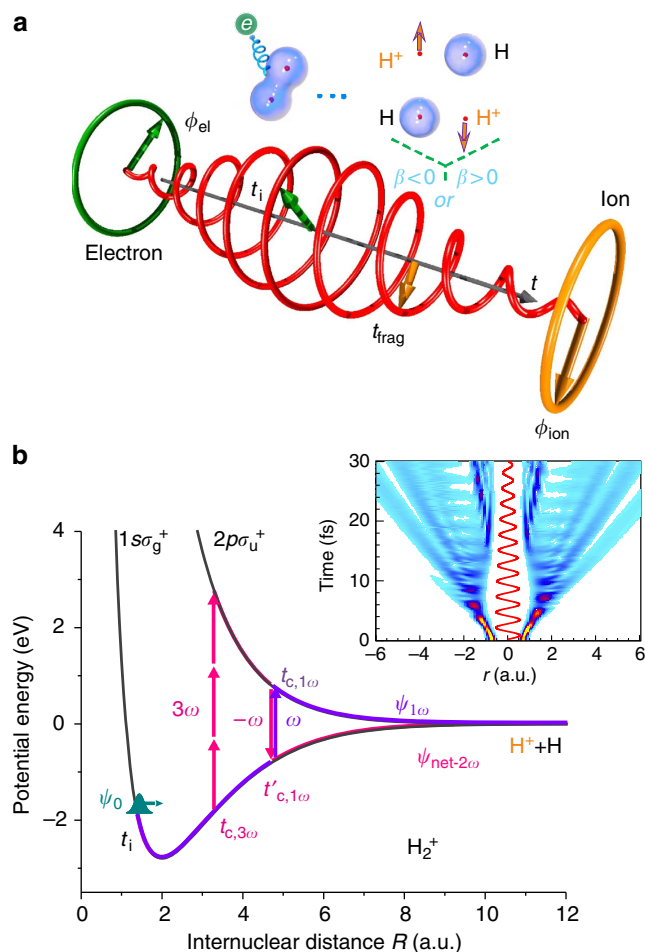 a
e
H⁺
H
H
H⁺
ϕel
β<0
β>0
or
ti
Ion
Electron
t
tfrag
ϕion
b
4
2
0
−2
Potential energy (eV)
1sσg⁺
2pσu⁺
30
20
10
0
Time (fs)
−6 −4 −2 0 2 4 6
r (a.u.)
tc,1ω
3ω
−ω
ω
ψ1ω
H⁺+H
ψnet-2ω
ψ0
t′c,1ω
tc,3ω
ti
H2⁺
0 2 4 6 8 10 12
Internuclear distance R (a.u.)